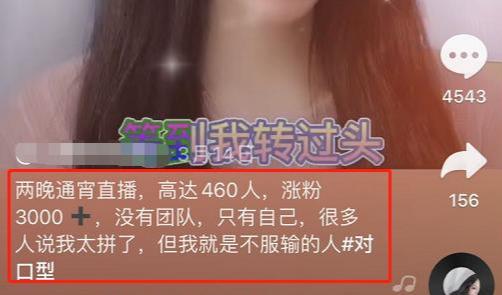 4543
等到我转过头
3月14日
156
两晚通宵直播，高达460人，涨粉
3000➕，没有团队，只有自己，很多
人说我太拼了，但我就是不服输的人#对
口型